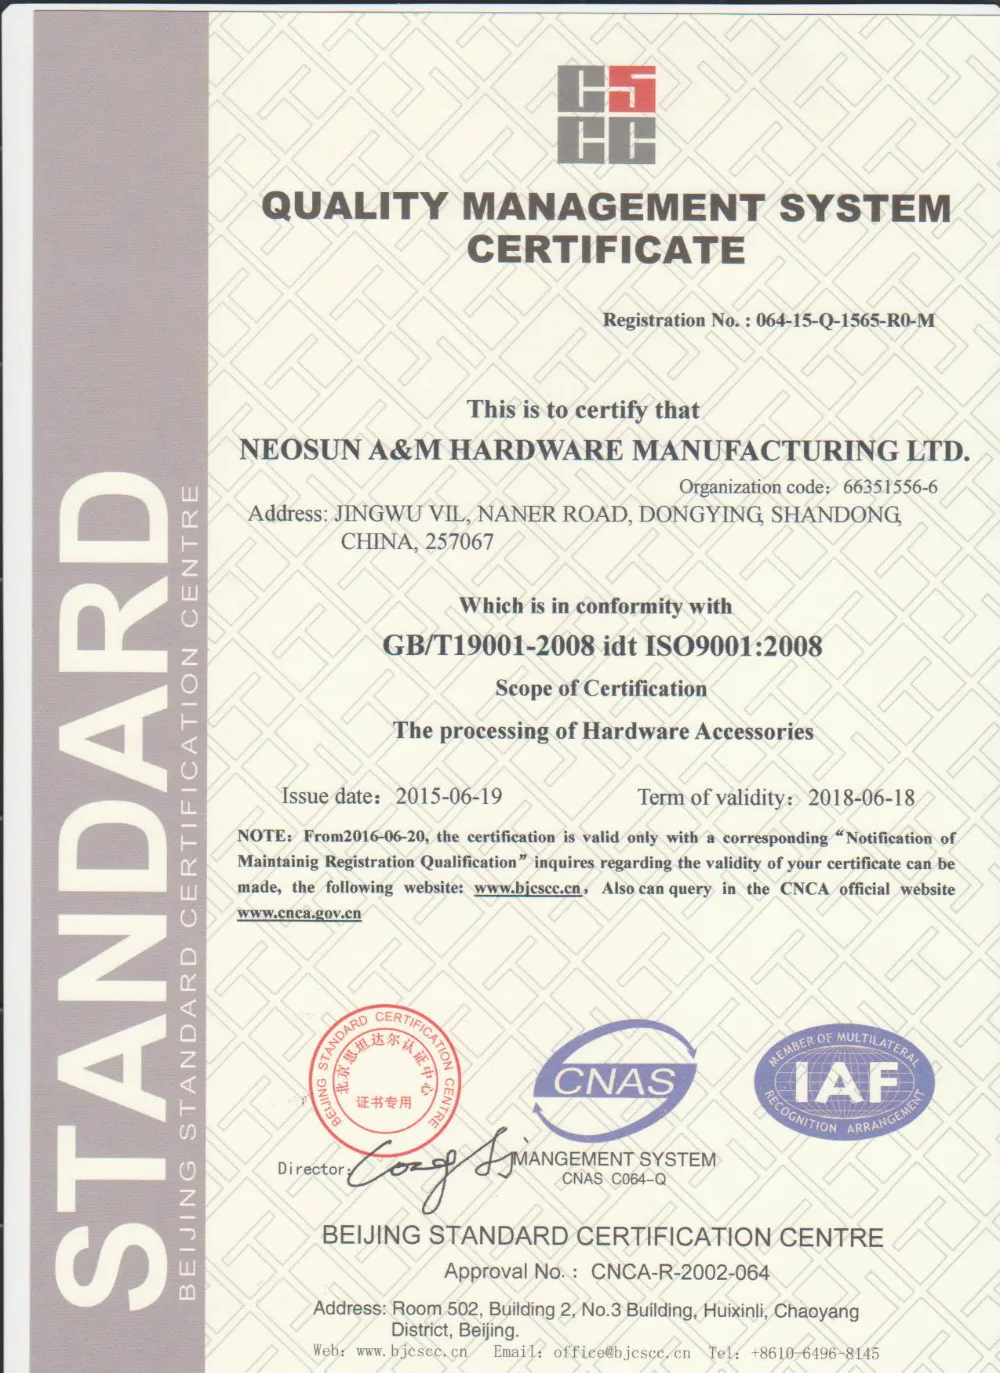 CS
CC
QUALITY MANAGEMENT SYSTEM
CERTIFICATE
Registration No. : 064-15-Q-1565-R0-M
This is to certify that
NEOSUN A&M HARDWARE MANUFACTURING LTD.
Organization code：66351556-6
Address: JINGWU VIL, NANER ROAD, DONGYING, SHANDONG,
CHINA, 257067
Which is in conformity with
GB/T19001-2008 idt ISO9001:2008
Scope of Certification
The processing of Hardware Accessories
Issue date：2015-06-19
Term of validity：2018-06-18
NOTE：From2016-06-20, the certification is valid only with a corresponding “Notification of
Maintainig Registration Qualification” inquires regarding the validity of your certificate can be
made, the following website: www.bjcscc.cn，Also can query in the CNCA official website
www.cnca.gov.cn
STANDARD
BEIJING STANDARD CERTIFICATION CENTRE
BEIJING STANDARD CERTIFICATION CENTRE
北京思坦达尔认证中心
证书专用
CNAS
MEMBER OF MULTILATERAL
IAF
RECOGNITION ARRANGEMENT
Director:
MANGEMENT SYSTEM
CNAS C064-Q
BEIJING STANDARD CERTIFICATION CENTRE
Approval No.：CNCA-R-2002-064
Address: Room 502, Building 2, No.3 Building, Huixinli, Chaoyang
District, Beijing.
Web: www.bjcscc.cn Email: office@bjcscc.cn Tel: +8610-6496-8145